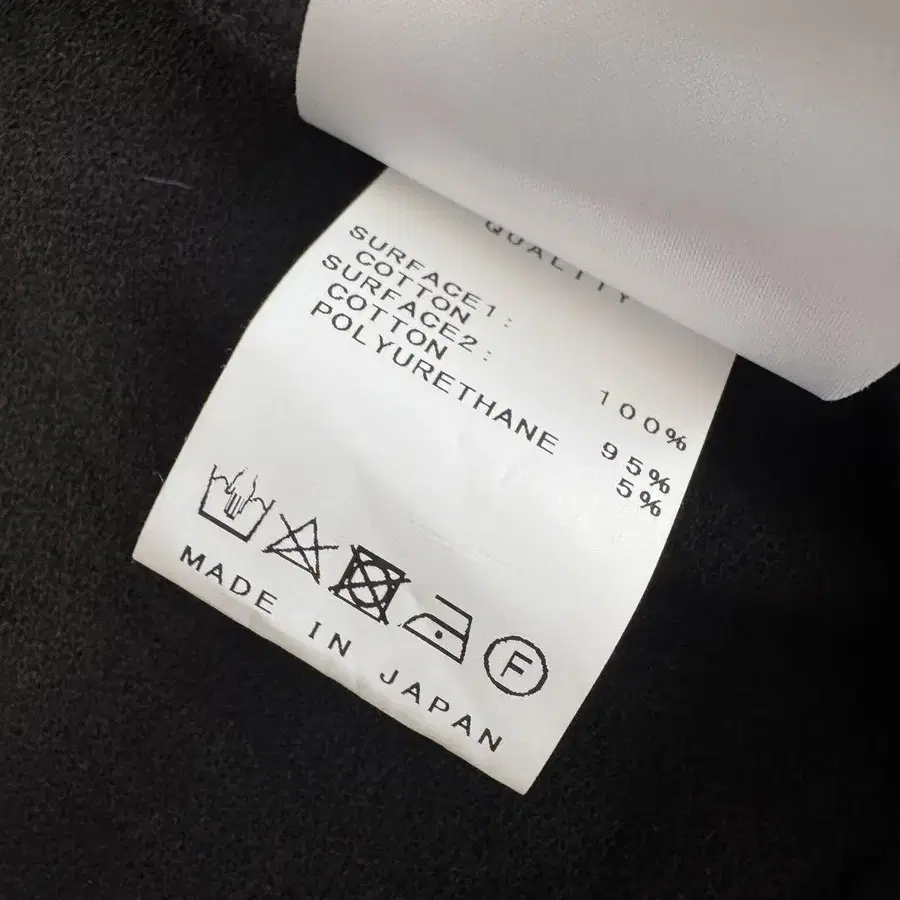 QUALITY
SURFACE1:
COTTON 100%
SURFACE2:
COTTON 95%
POLYURETHANE 5%
F
MADE IN JAPAN